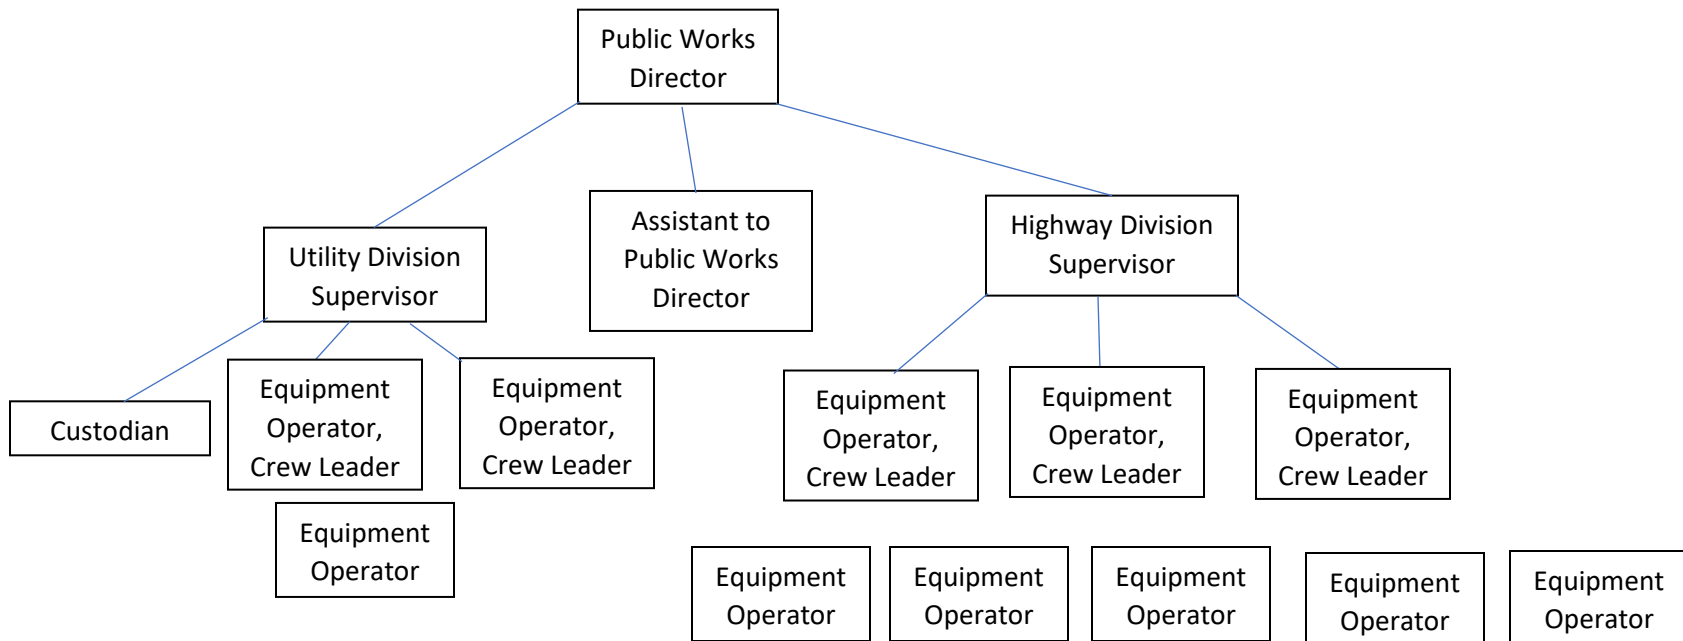 Public Works
Director
Assistant to
Public Works
Director
Highway Division
Supervisor
Utility Division
Supervisor
Custodian
Equipment
Operator,
Crew Leader
Equipment
Operator,
Crew Leader
Equipment
Operator,
Crew Leader
Equipment
Operator,
Crew Leader
Equipment
Operator,
Crew Leader
Equipment
Operator
Equipment
Operator
Equipment
Operator
Equipment
Operator
Equipment
Operator
Equipment
Operator